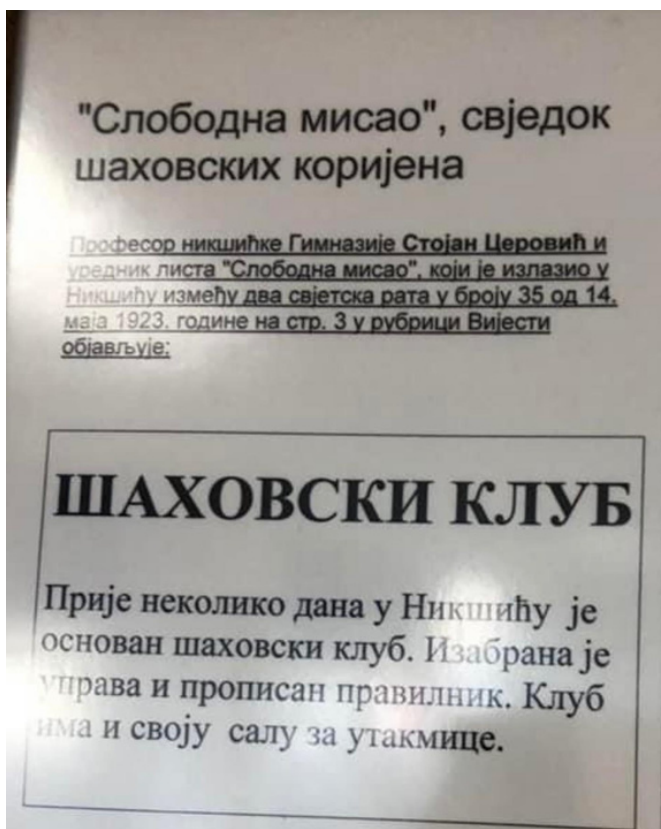 "Слободна мисао", свједок
шаховских коријена
Професор никшићке Гимназије Стојан Церовић и
уредник листа "Слободна мисао", који је излазио у
Никшићу између два свјетска рата у броју 35 од 14.
маја 1923. године на стр. 3 у рубрици Вијести
објављује:
ШАХОВСКИ КЛУБ
Прије неколико дана у Никшићу је
основан шаховски клуб. Изабрана је
управа и прописан правилник. Клуб
има и своју салу за утакмице.